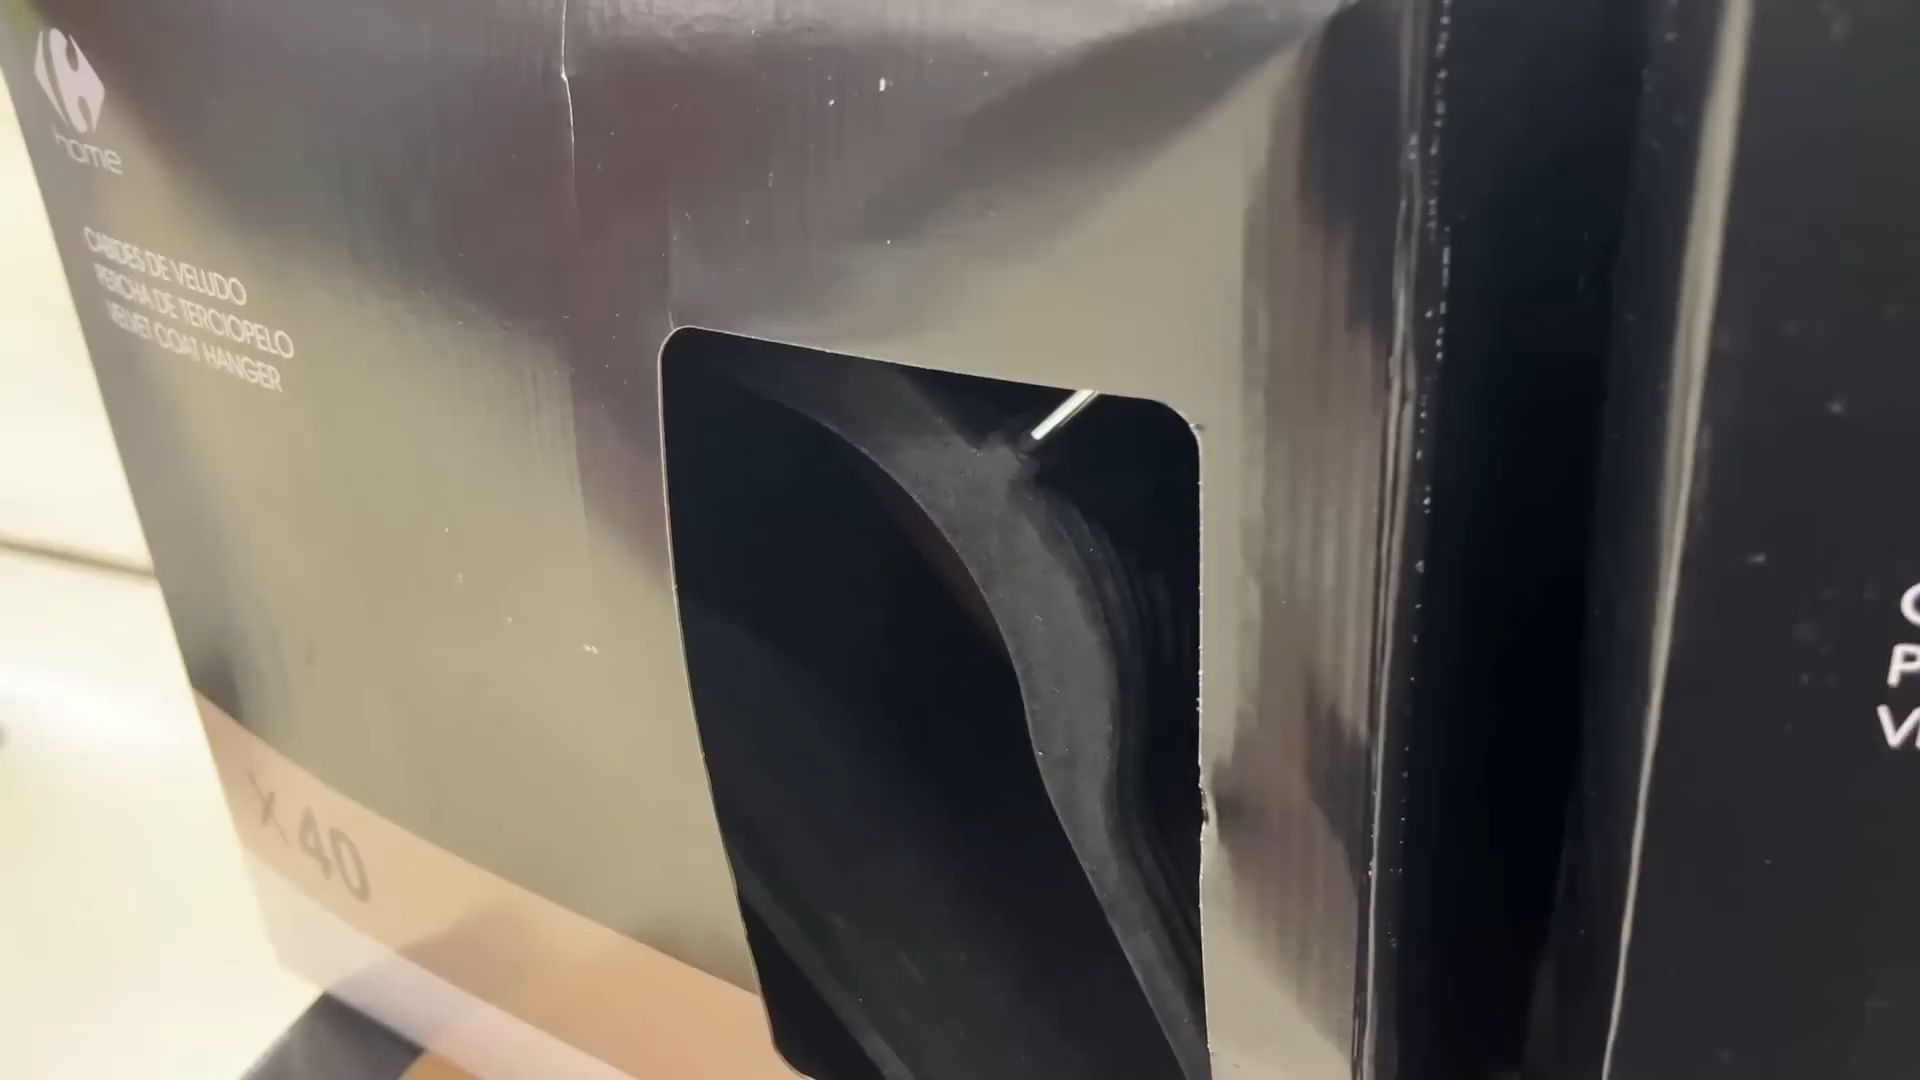 home
CABIDES DE VELUDO
PERCHA DE TERCIOPELO
VELVET COAT HANGER
x 40